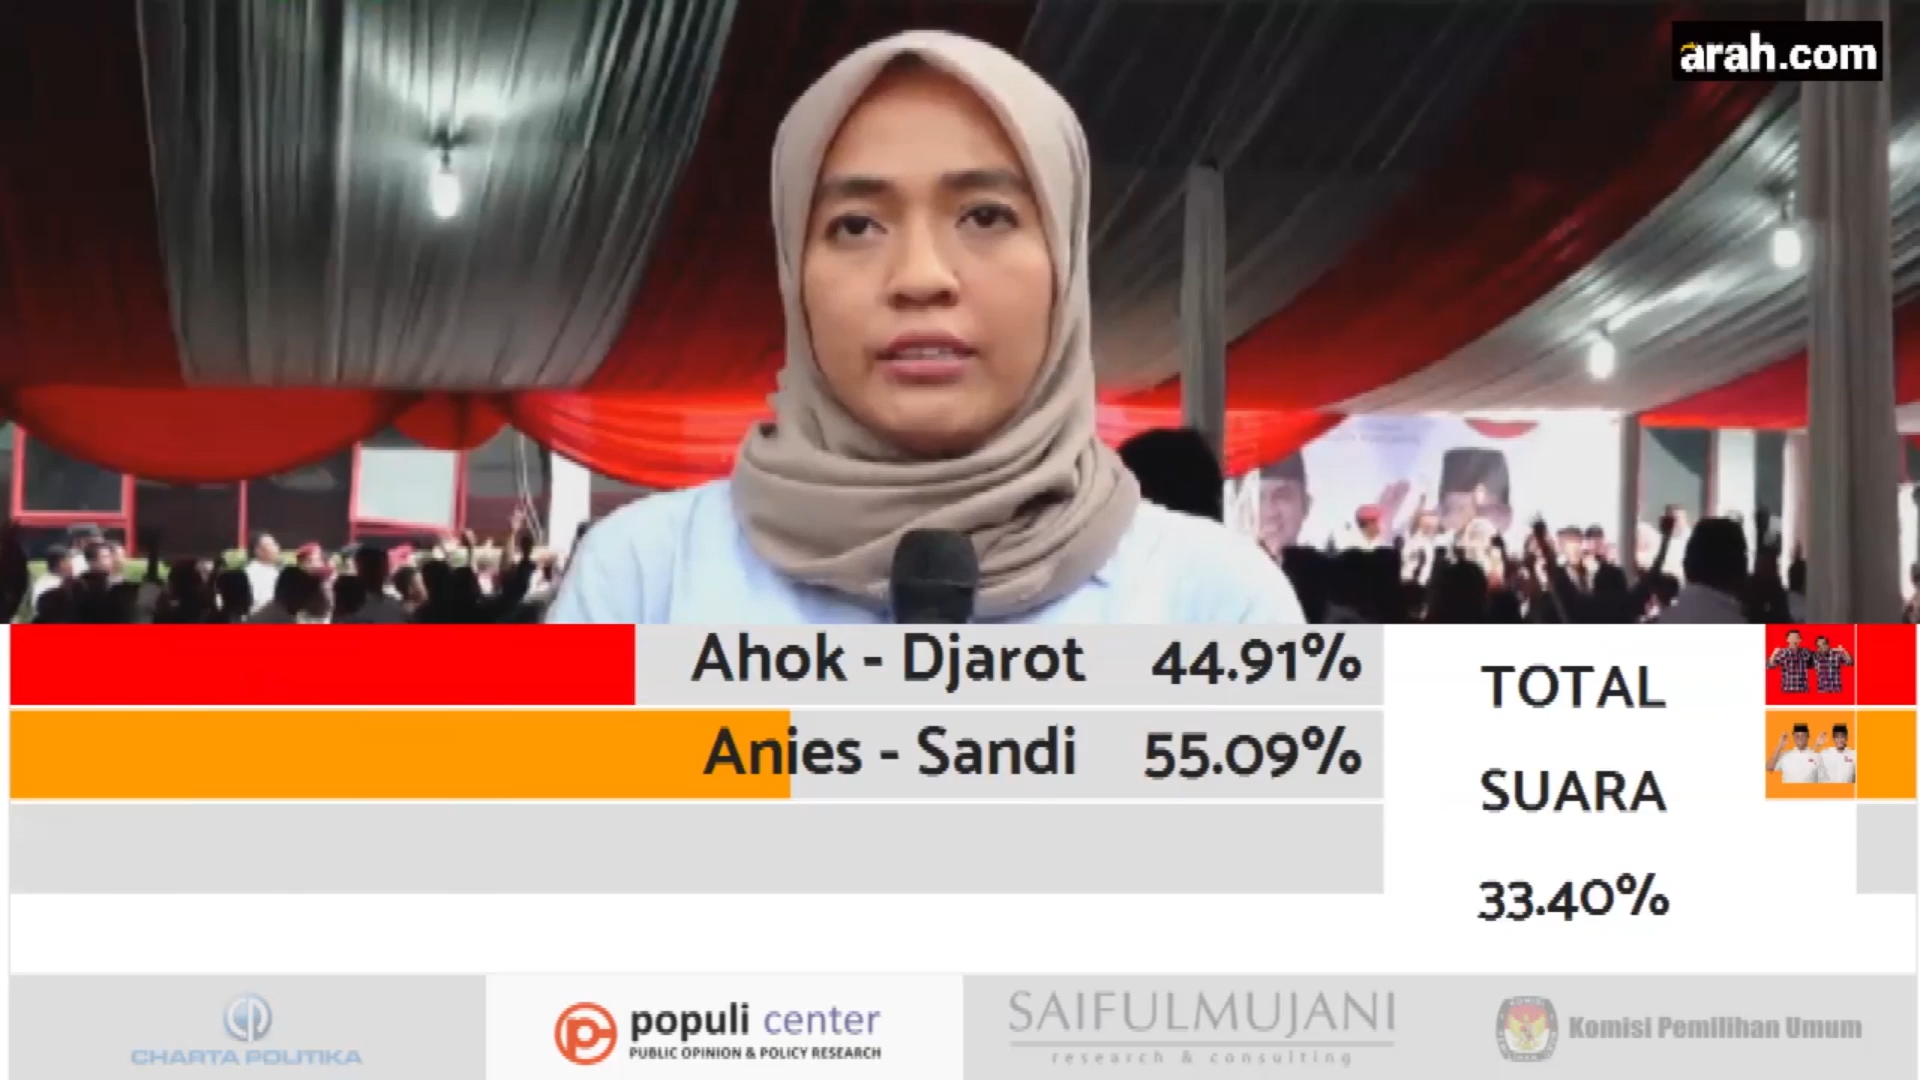 arah.com
Ahok - Djarot 44.91%
Anies - Sandi 55.09%
TOTAL
SUARA
33.40%
CHARTA POLITIKA
populi center
PUBLIC OPINION & POLICY RESEARCH
SAIFULMUJANI
research & consulting
Komisi Pemilihan Umum